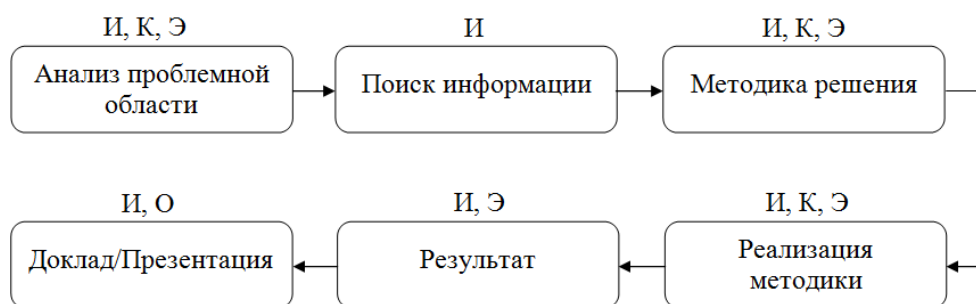 И, К, Э
Анализ проблемной
области
И
Поиск информации
И, К, Э
Методика решения
И, О
Доклад/Презентация
И, Э
Результат
И, К, Э
Реализация
методики